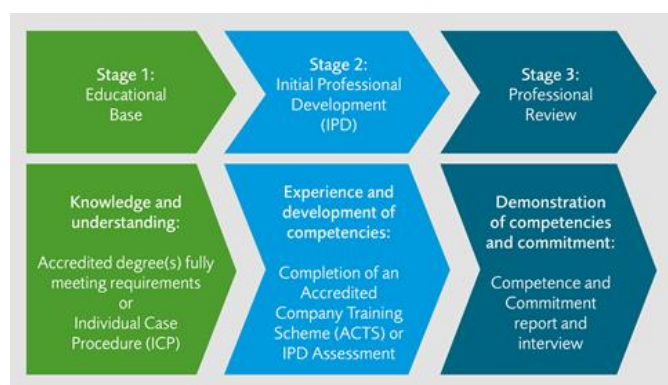 Stage 1:
Educational
Base
Stage 2:
Initial Professional
Development
(IPD)
Stage 3:
Professional
Review
Knowledge and
understanding:
Accredited degree(s) fully
meeting requirements
or
Individual Case
Procedure (ICP)
Experience and
development of
competencies:
Completion of an
Accredited
Company Training
Scheme (ACTS) or
IPD Assessment
Demonstration
of competencies
and commitment:
Competence and
Commitment
report and
interview